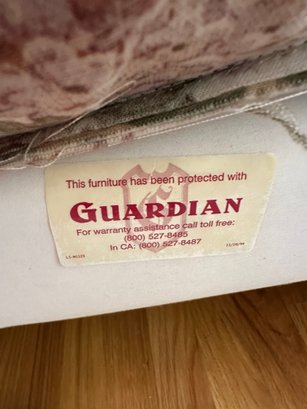 This furniture has been protected with
GUARDIAN
For warranty assistance call toll free:
(800) 527-8485
In CA: (800) 527-8487